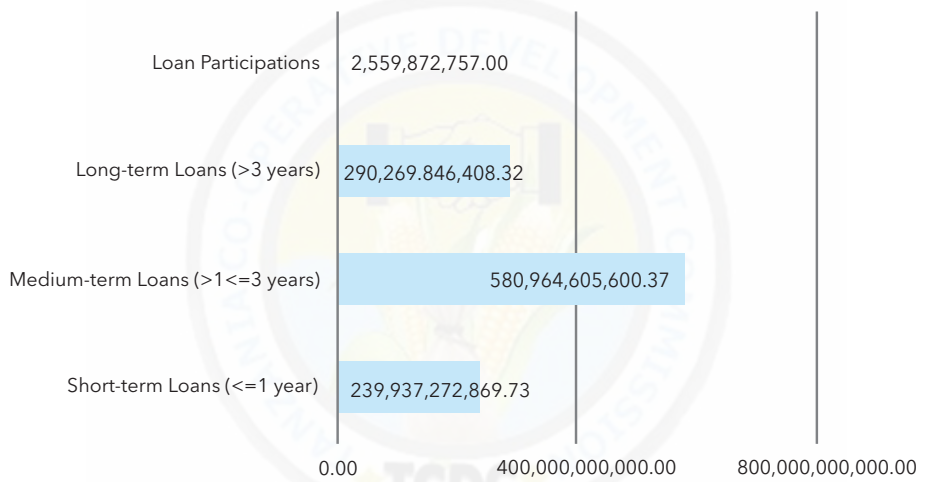 Loan Participations 2,559,872,757.00
Long-term Loans (>3 years) 290,269.846,408.32
Medium-term Loans (>1<=3 years) 580,964,605,600.37
Short-term Loans (<=1 year) 239,937,272,869.73
0.00 400,000,000,000.00 800,000,000,000.00